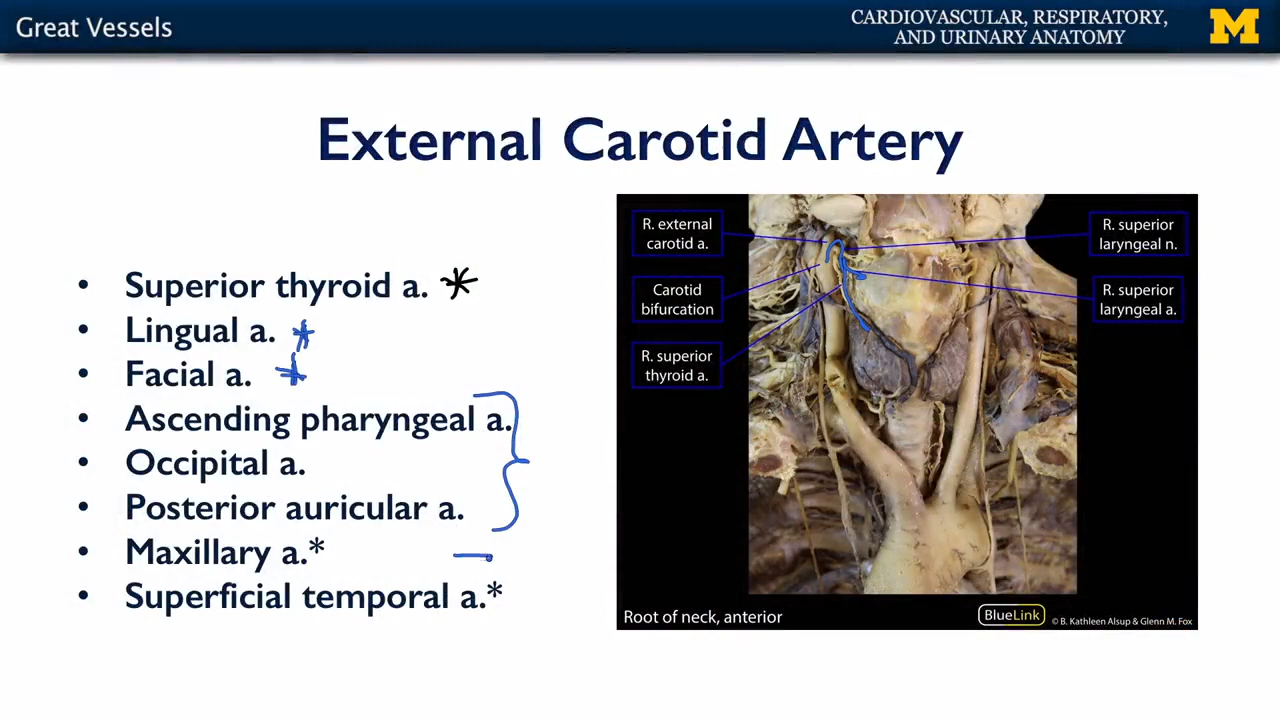 Great Vessels
CARDIOVASCULAR, RESPIRATORY,
AND URINARY ANATOMY
M
External Carotid Artery
• Superior thyroid a. *
• Lingual a. *
• Facial a. *
• Ascending pharyngeal a.
• Occipital a.
• Posterior auricular a.
• Maxillary a.*
• Superficial temporal a.*
R. external
carotid a.
Carotid
bifurcation
R. superior
thyroid a.
R. superior
laryngeal n.
R. superior
laryngeal a.
Root of neck, anterior
BlueLink
© B. Kathleen Alsup & Glenn M. Fox